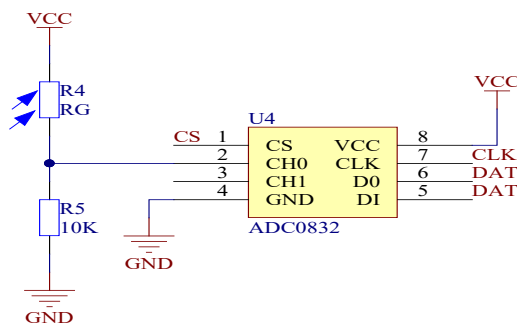 VCC
R4
RG
R5
10K
GND
GND
U4
CS 1 CS VCC 8 VCC
2 CH0 CLK 7 CLK
3 CH1 D0 6 DAT
4 GND DI 5 DAT
ADC0832